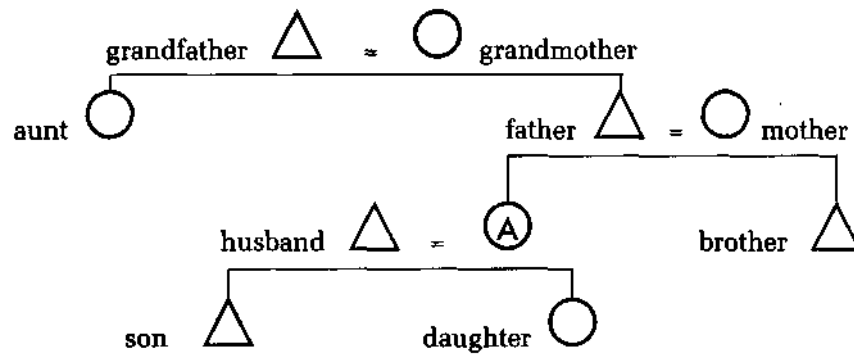 grandfather = grandmother
aunt
father = mother
A
husband =
brother
son
daughter